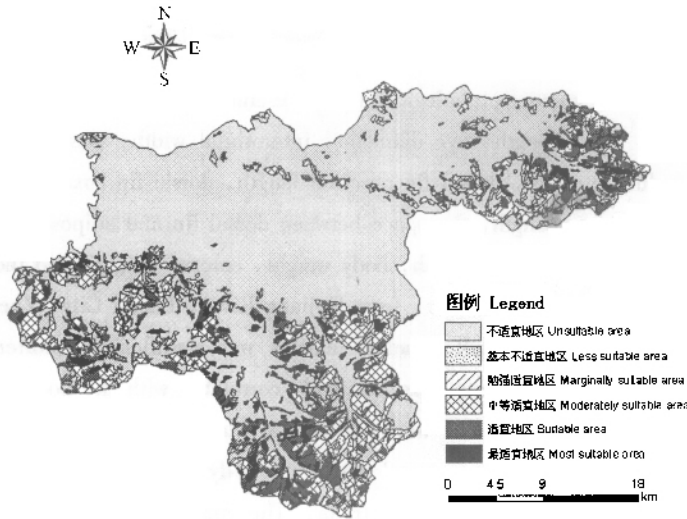 N
W E
S
图例 Legend
不适宜地区 Unsuitable area
基本不适宜地区 Less suitable area
勉强适宜地区 Marginally suitable area
中等适宜地区 Moderately suitable area
适宜地区 Suitable area
最适宜地区 Most suitable area
0 4.5 9 18
km